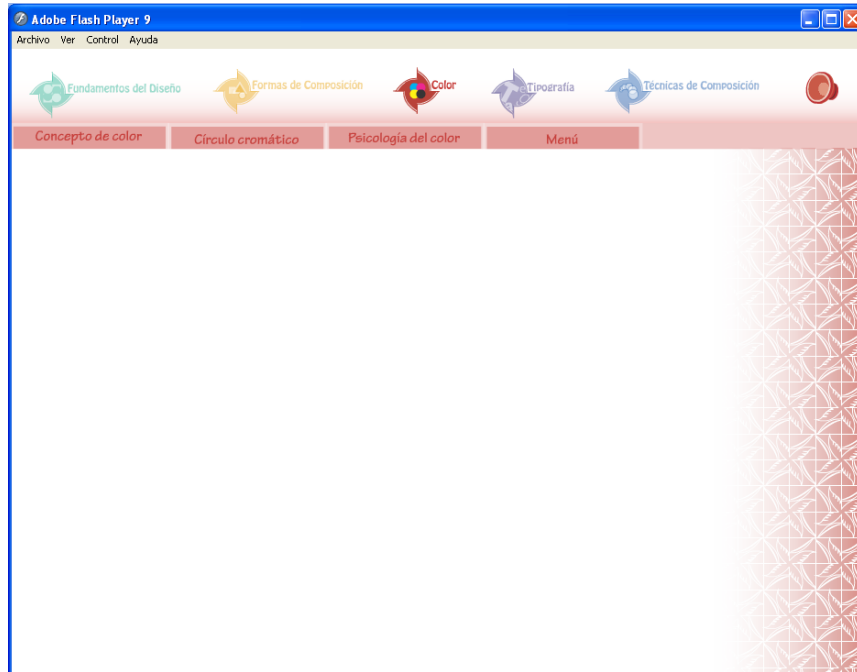 Adobe Flash Player 9
Archivo Ver Control Ayuda
Fundamentos del Diseño Formas de Composición Color Tipografía Técnicas de Composición
Concepto de color Círculo cromático Psicología del color Menú